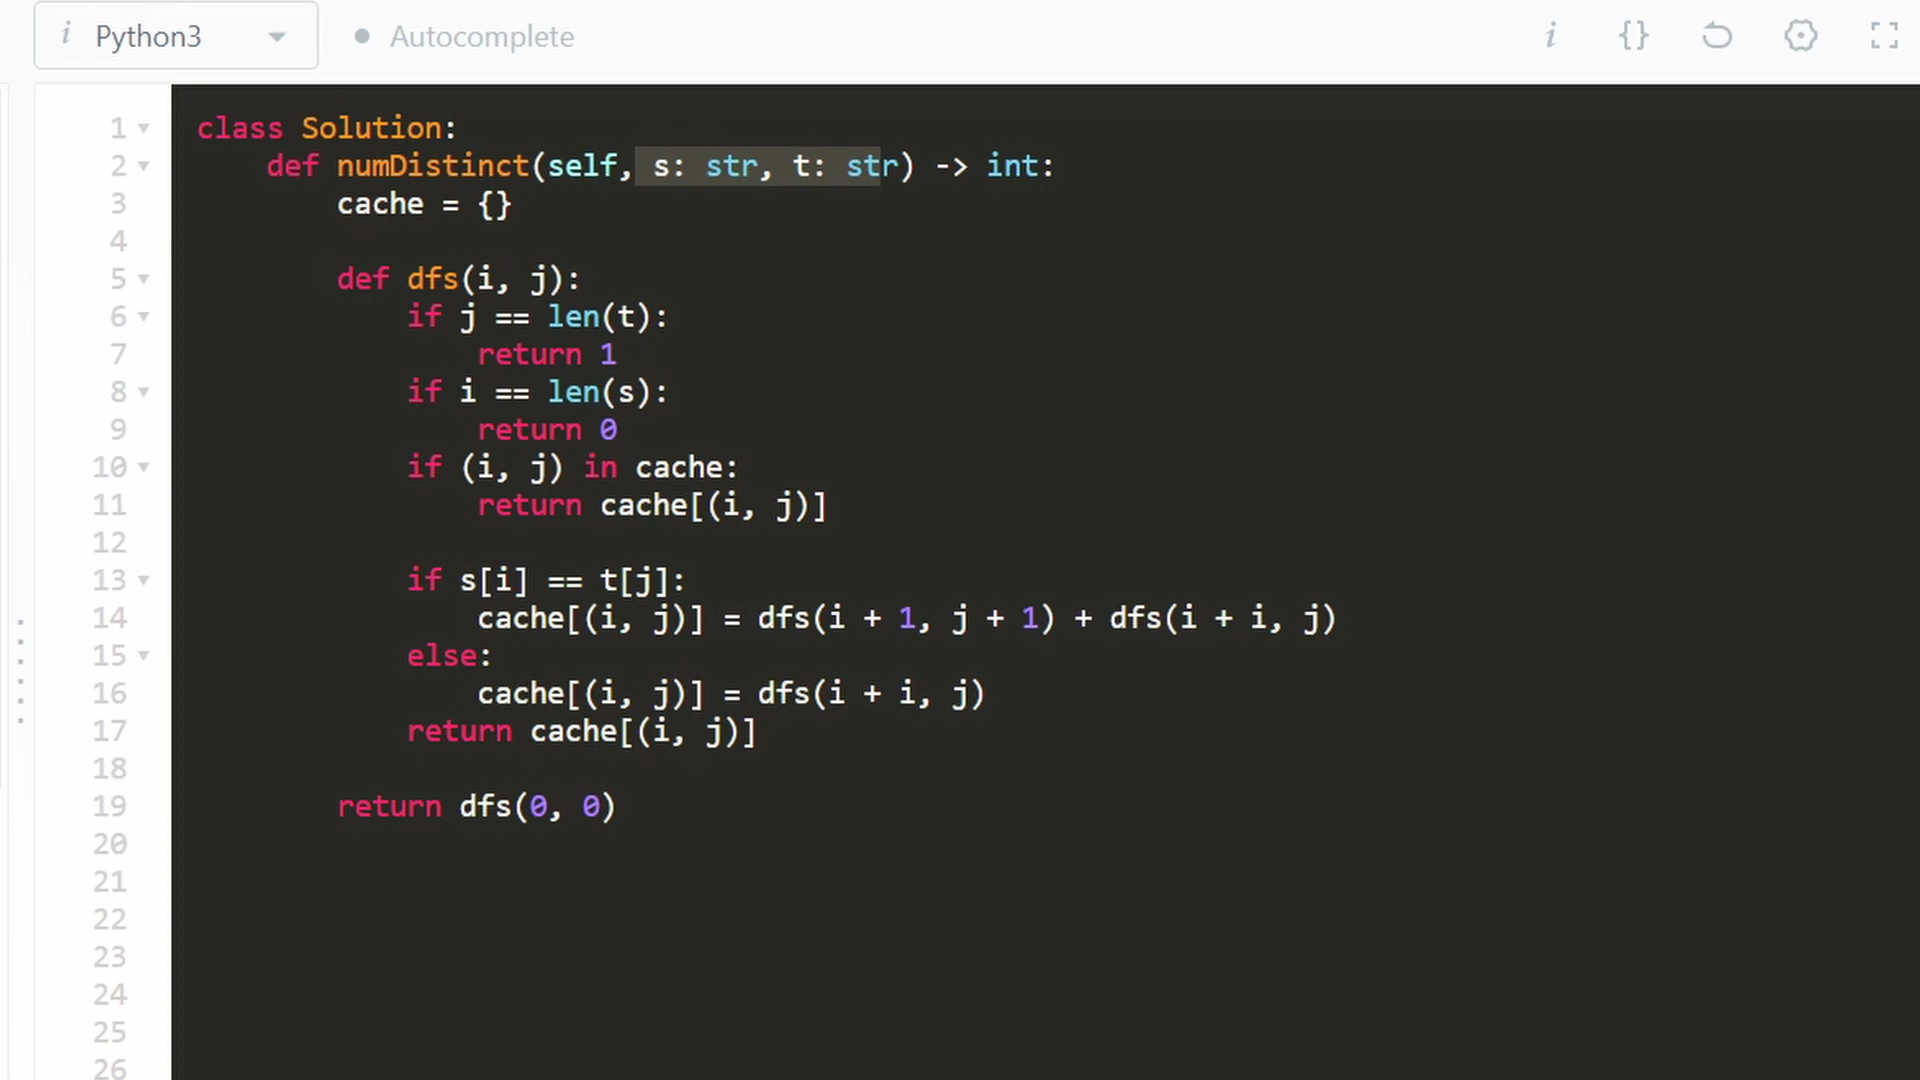 i Python3 Autocomplete i {}
1 class Solution:
2 def numDistinct(self, s: str, t: str) -> int:
3 cache = {}
4
5 def dfs(i, j):
6 if j == len(t):
7 return 1
8 if i == len(s):
9 return 0
10 if (i, j) in cache:
11 return cache[(i, j)]
12
13 if s[i] == t[j]:
14 cache[(i, j)] = dfs(i + 1, j + 1) + dfs(i + i, j)
15 else:
16 cache[(i, j)] = dfs(i + i, j)
17 return cache[(i, j)]
18
19 return dfs(0, 0)
20
21
22
23
24
25
26